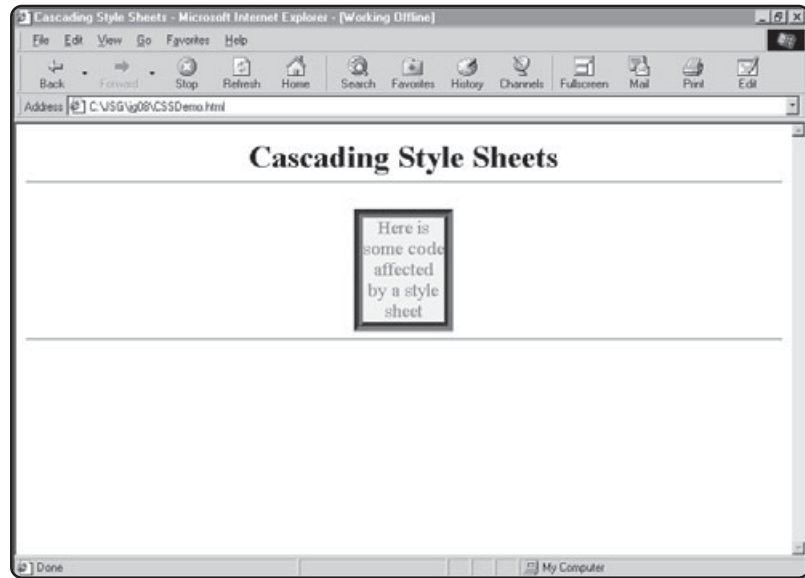 Cascading Style Sheets - Microsoft Internet Explorer - [Working Offline]
File Edit View Go Favorites Help
Back Forward Stop Refresh Home Search Favorites History Channels Fullscreen Mail Print Edit
Address C:\JSG\jg08\CSSDemo.html
Cascading Style Sheets
Here is
some code
affected
by a style
sheet
Done My Computer